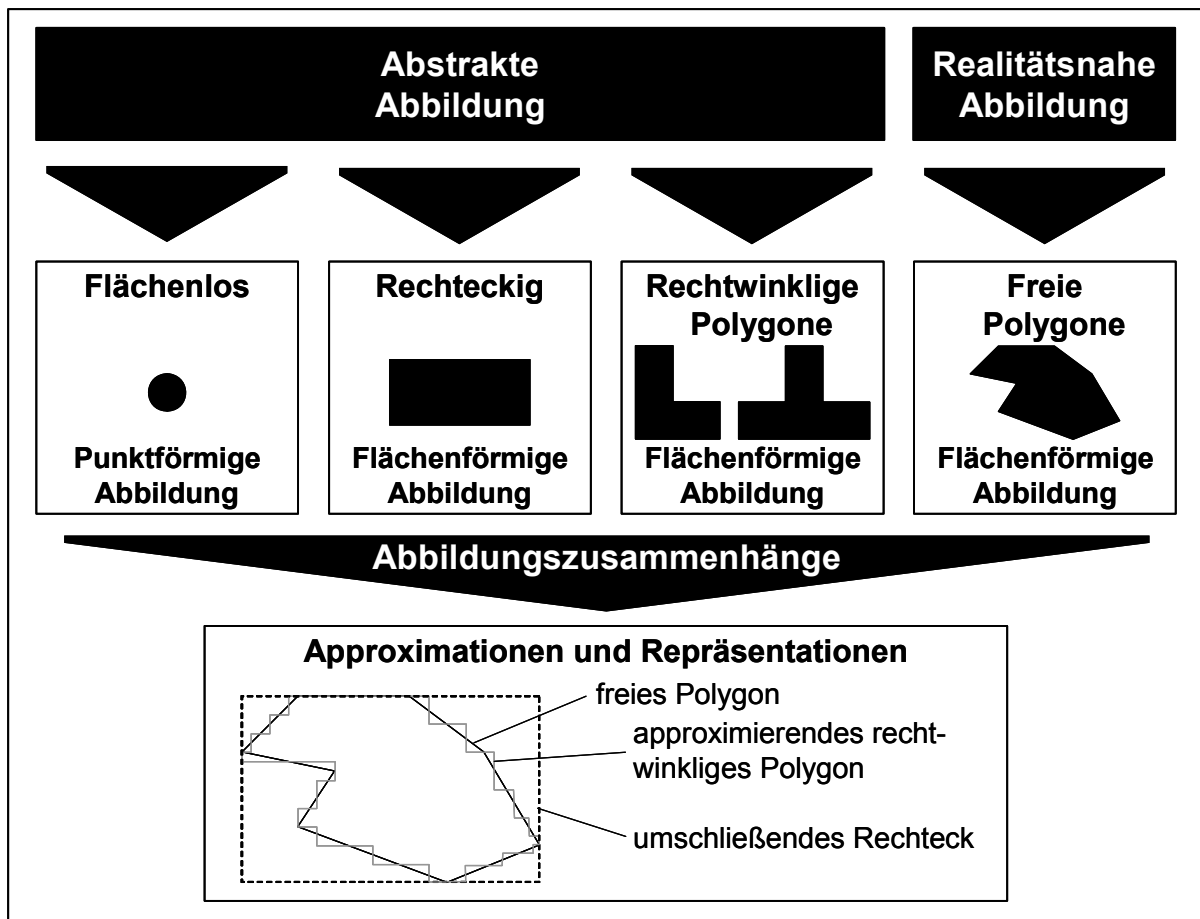 Abstrakte
Abbildung
Realitätsnahe
Abbildung
Flächenlos
Punktförmige
Abbildung
Rechteckig
Flächenförmige
Abbildung
Rechtwinklige
Polygone
Flächenförmige
Abbildung
Freie
Polygone
Flächenförmige
Abbildung
Abbildungszusammenhänge
Approximationen und Repräsentationen
freies Polygon
approximierendes recht-
winkliges Polygon
umschließendes Rechteck